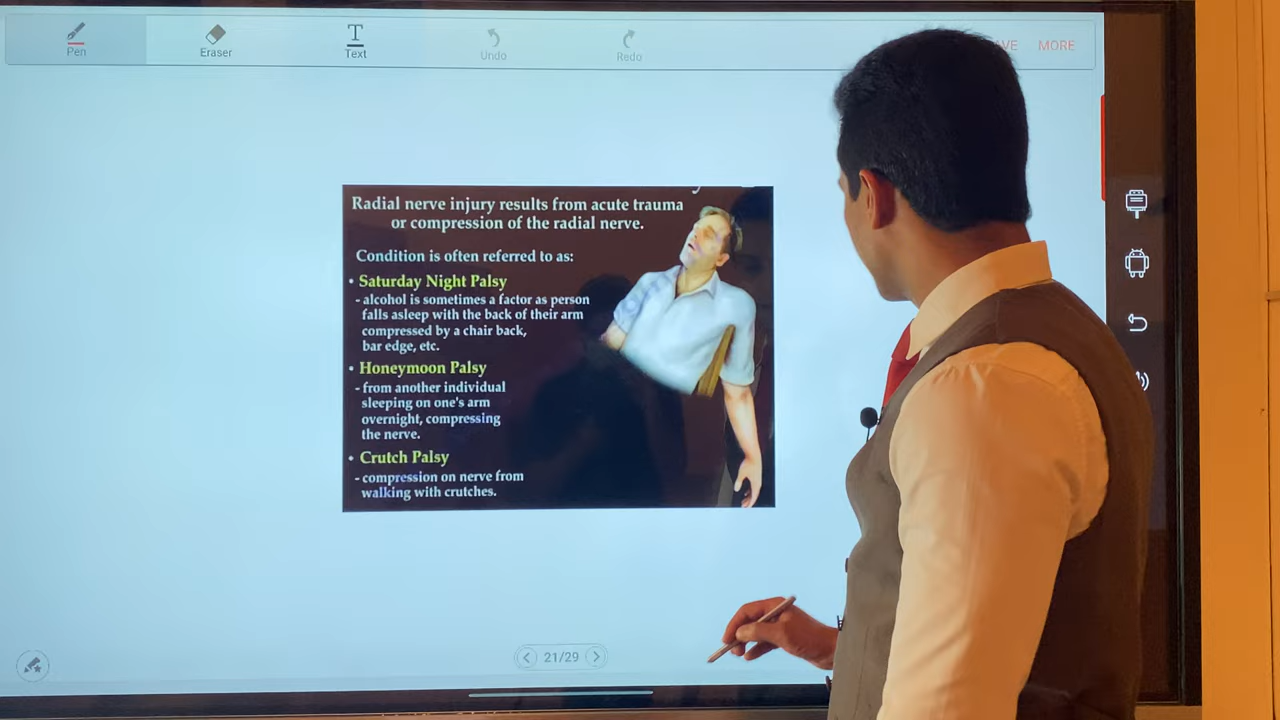 Pen
Eraser
Text
Undo
Redo
MORE
Radial nerve injury results from acute trauma
or compression of the radial nerve.
Condition is often referred to as:
• Saturday Night Palsy
- alcohol is sometimes a factor as person
falls asleep with the back of their arm
compressed by a chair back,
bar edge, etc.
• Honeymoon Palsy
- from another individual
sleeping on one's arm
overnight, compressing
the nerve.
• Crutch Palsy
- compression on nerve from
walking with crutches.
21/29